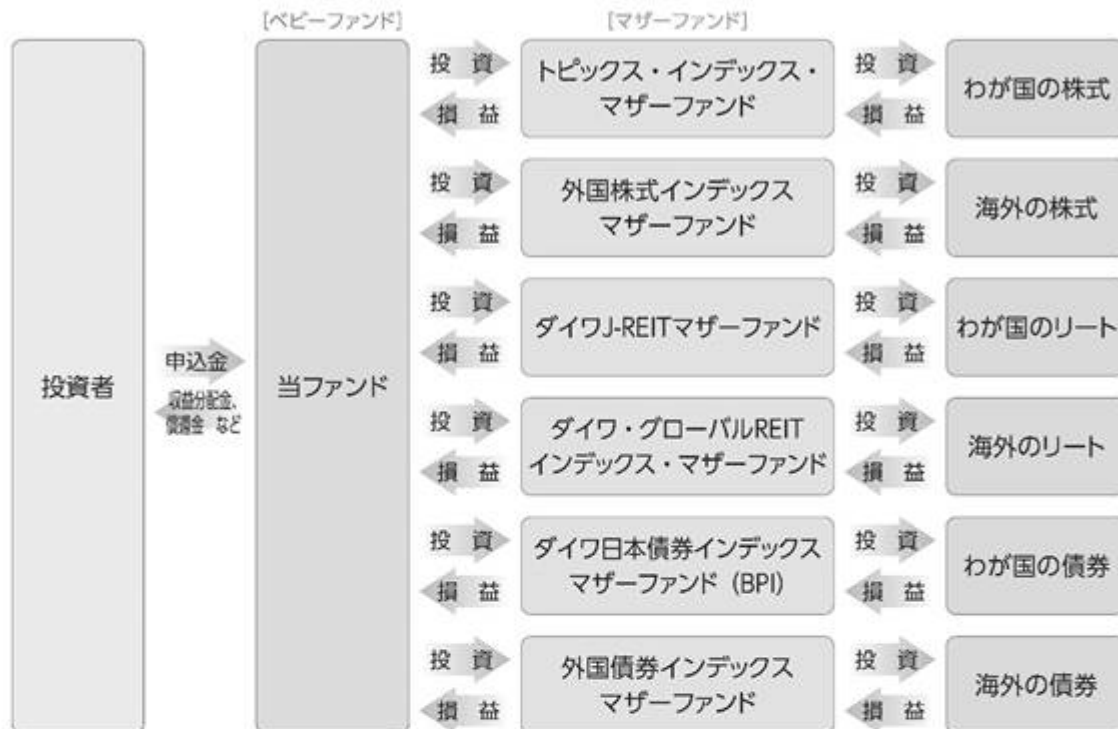 [ベビーファンド]
[マザーファンド]
投資者
申込金
収益分配金、
償還金 など
当ファンド
投 資
損 益
トピックス・インデックス・
マザーファンド
投 資
損 益
わが国の株式
投 資
損 益
外国株式インデックス
マザーファンド
投 資
損 益
海外の株式
投 資
損 益
ダイワJ-REITマザーファンド
投 資
損 益
わが国のリート
投 資
損 益
ダイワ・グローバルREIT
インデックス・マザーファンド
投 資
損 益
海外のリート
投 資
損 益
ダイワ日本債券インデックス
マザーファンド（BPI）
投 資
損 益
わが国の債券
投 資
損 益
外国債券インデックス
マザーファンド
投 資
損 益
海外の債券